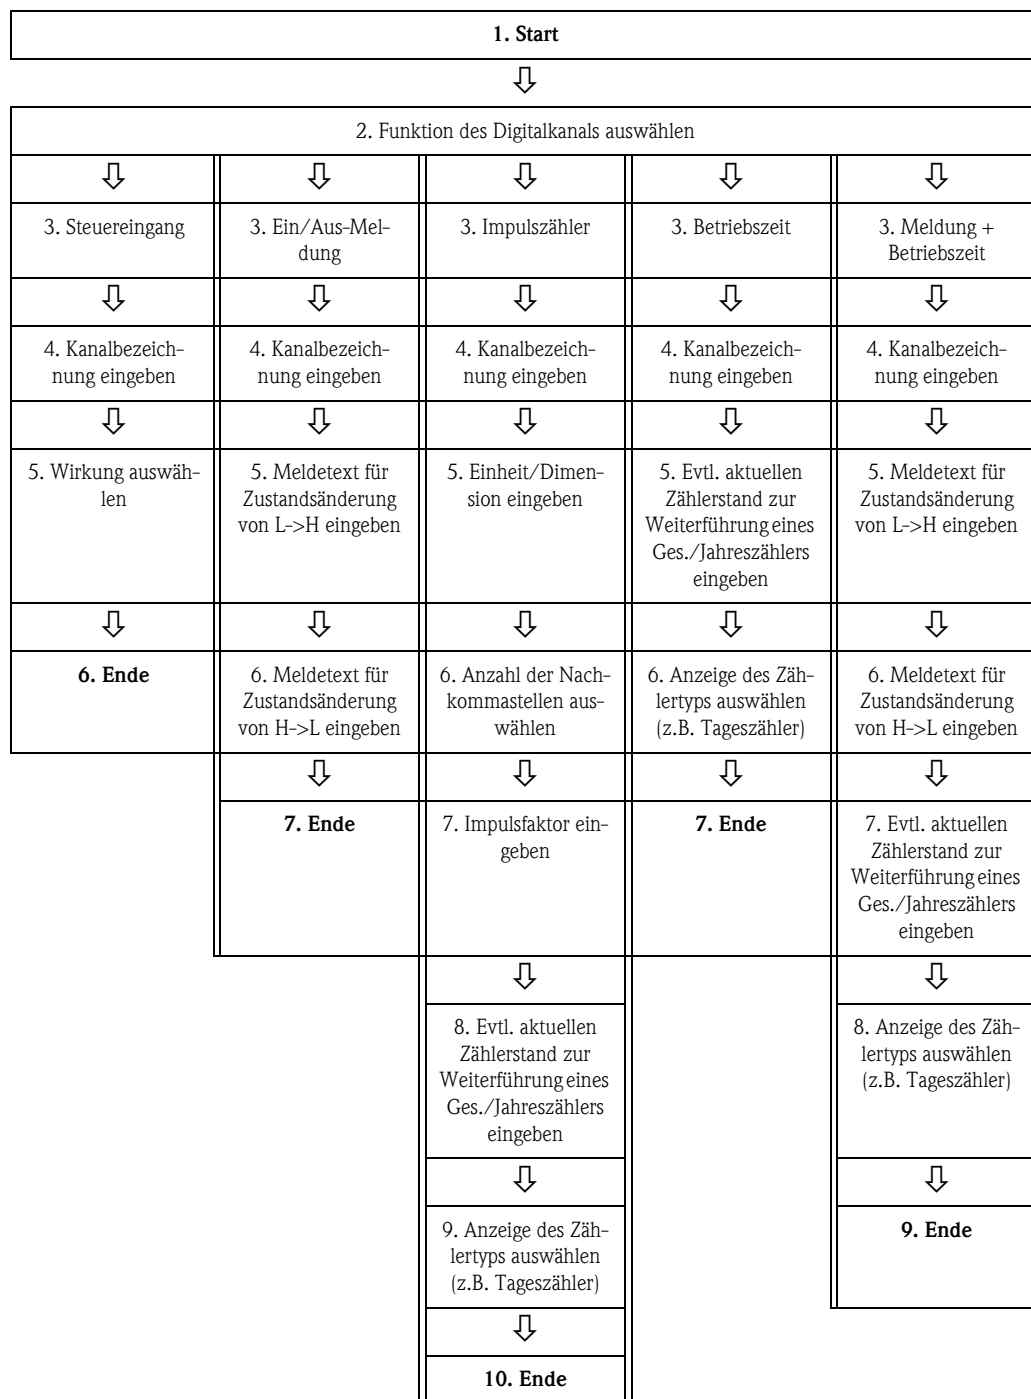 1. Start
2. Funktion des Digitalkanals auswählen
3. Steuereingang
3. Ein/Aus-Mel-
dung
3. Impulszähler
3. Betriebszeit
3. Meldung +
Betriebszeit
4. Kanalbezeich-
nung eingeben
4. Kanalbezeich-
nung eingeben
4. Kanalbezeich-
nung eingeben
4. Kanalbezeich-
nung eingeben
4. Kanalbezeich-
nung eingeben
5. Wirkung auswäh-
len
5. Meldetext für
Zustandsänderung
von L->H eingeben
5. Einheit/Dimen-
sion eingeben
5. Evtl. aktuellen
Zählerstand zur
Weiterführung eines
Ges./Jahreszählers
eingeben
5. Meldetext für
Zustandsänderung
von L->H eingeben
6. Ende
6. Meldetext für
Zustandsänderung
von H->L eingeben
6. Anzahl der Nach-
kommastellen aus-
wählen
6. Anzeige des Zäh-
lertyps auswählen
(z.B. Tageszähler)
6. Meldetext für
Zustandsänderung
von H->L eingeben
7. Ende
7. Impulsfaktor ein-
geben
7. Ende
7. Evtl. aktuellen
Zählerstand zur
Weiterführung eines
Ges./Jahreszählers
eingeben
8. Evtl. aktuellen
Zählerstand zur
Weiterführung eines
Ges./Jahreszählers
eingeben
8. Anzeige des Zäh-
lertyps auswählen
(z.B. Tageszähler)
9. Anzeige des Zäh-
lertyps auswählen
(z.B. Tageszähler)
9. Ende
10. Ende